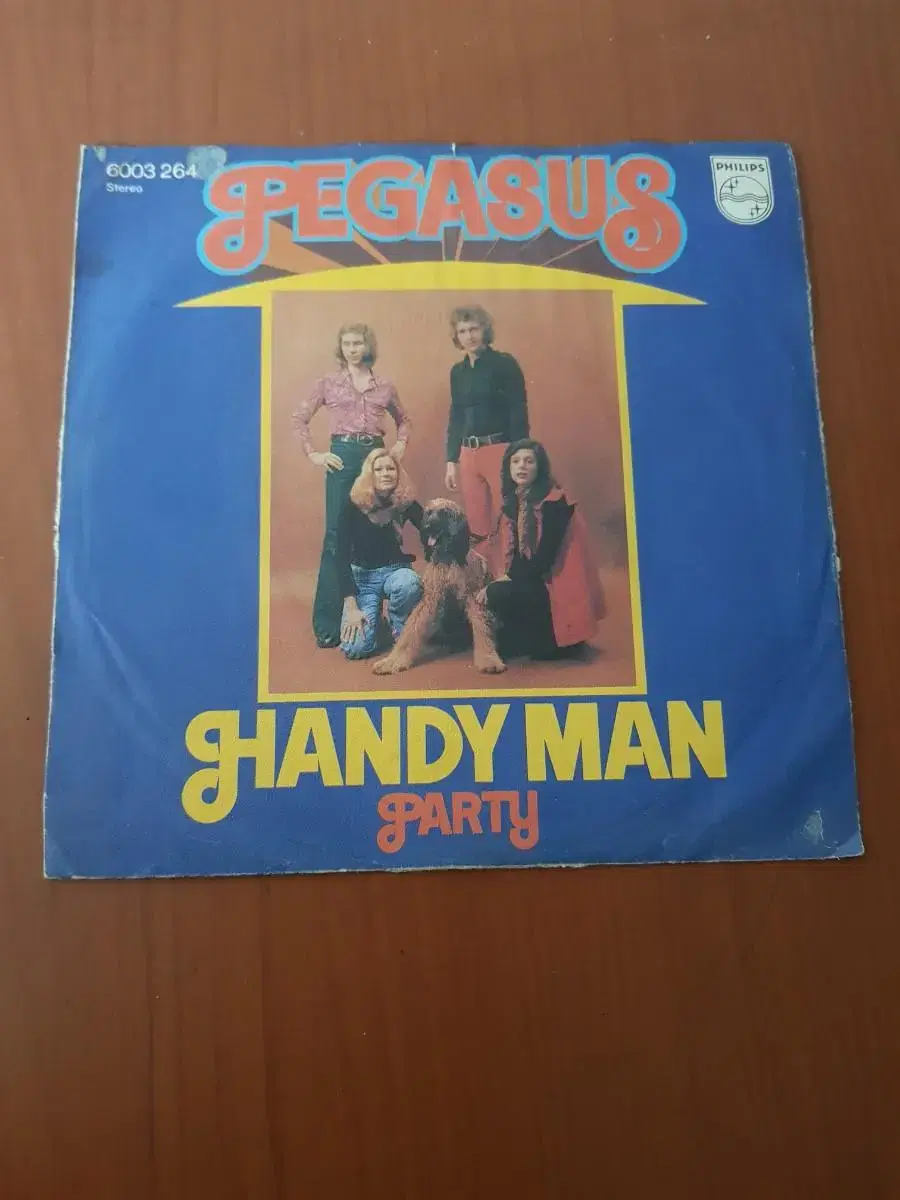 6003 264
Stereo
PEGASUS
PHILIPS
HANDY MAN
PARTY